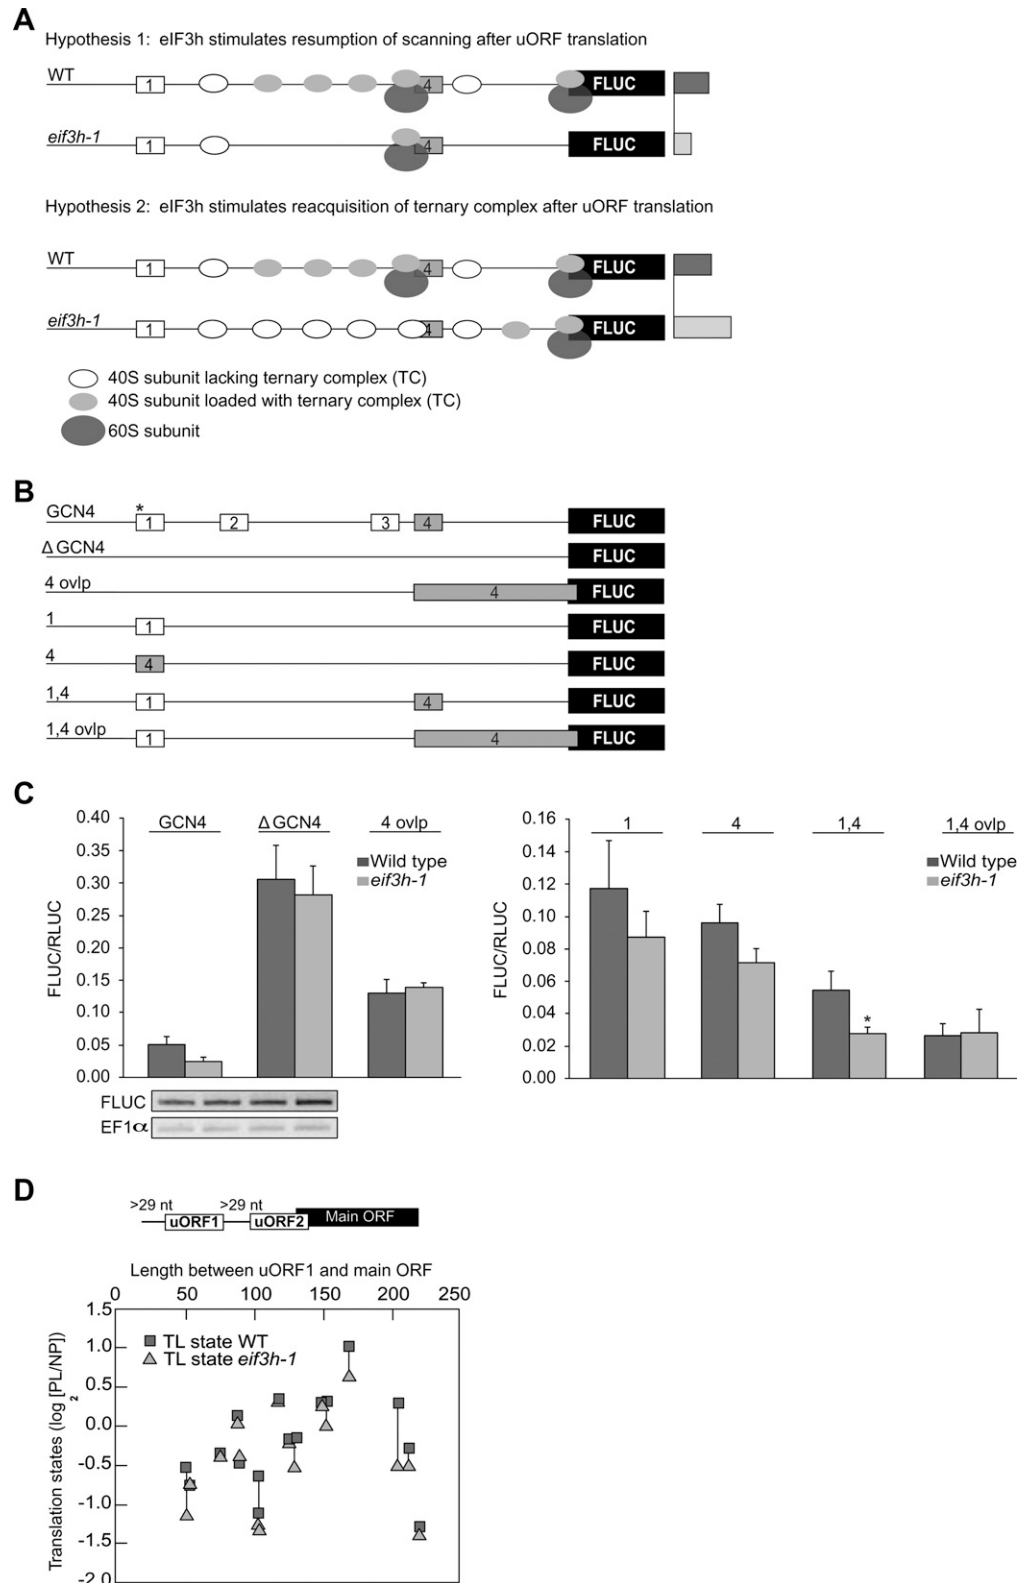 A
Hypothesis 1: eIF3h stimulates resumption of scanning after uORF translation
WT
1
4
FLUC
eif3h-1
1
4
FLUC
Hypothesis 2: eIF3h stimulates reacquisition of ternary complex after uORF translation
WT
1
4
FLUC
eif3h-1
1
4
FLUC
40S subunit lacking ternary complex (TC)
40S subunit loaded with ternary complex (TC)
60S subunit
B
*
GCN4
1
2
3
4
FLUC
Δ GCN4
FLUC
4 ovlp
4
FLUC
1
1
FLUC
4
4
FLUC
1,4
1
4
FLUC
1,4 ovlp
1
4
FLUC
C
GCN4
Δ GCN4
4 ovlp
Wild type
eif3h-1
FLUC/RLUC
0.40
0.35
0.30
0.25
0.20
0.15
0.10
0.05
0.00
FLUC
EF1α
1
4
1,4
1,4 ovlp
Wild type
eif3h-1
*
FLUC/RLUC
0.16
0.14
0.12
0.10
0.08
0.06
0.04
0.02
0.00
D
>29 nt
>29 nt
uORF1
uORF2
Main ORF
Length between uORF1 and main ORF
0 50 100 150 200 250
TL state WT
TL state eif3h-1
Translation states (log2 [PL/NP])
1.5
1.0
0.5
0.0
-0.5
-1.0
-1.5
-2.0